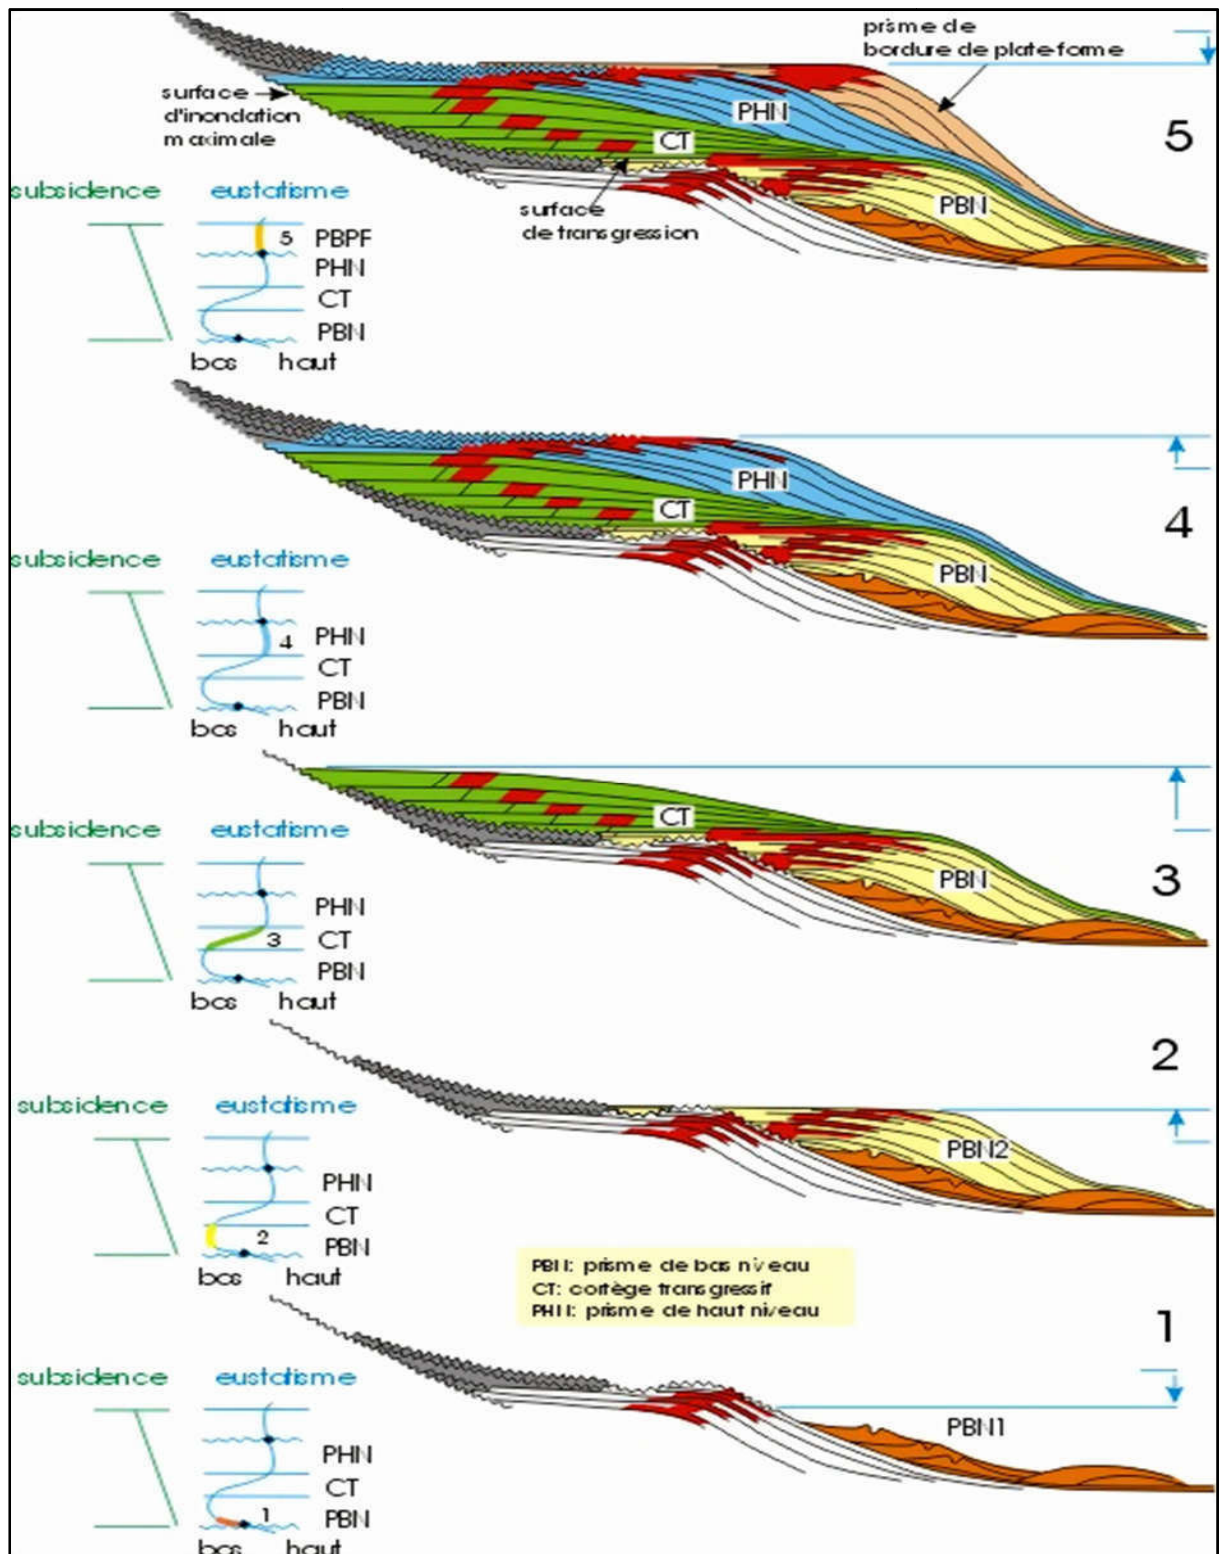 prisme de
bordure de plate-forme
surface
d'inondation
maximale
PHN
CT
5
subsidence eustatisme
surface
de transgression
PBN
5 PBPF
PHN
CT
PBN
bas haut
PHN
CT
4
subsidence eustatisme
PBN
4 PHN
CT
PBN
bas haut
CT
subsidence eustatisme
3
PBN
PHN
3 CT
PBN
bas haut
2
subsidence eustatisme
PBN2
PHN
CT
2 PBN
bas haut
PBN: prisme de bas niveau
CT: cortège transgressif
PHN: prisme de haut niveau
1
subsidence eustatisme
PBN1
PHN
CT
1 PBN
bas haut